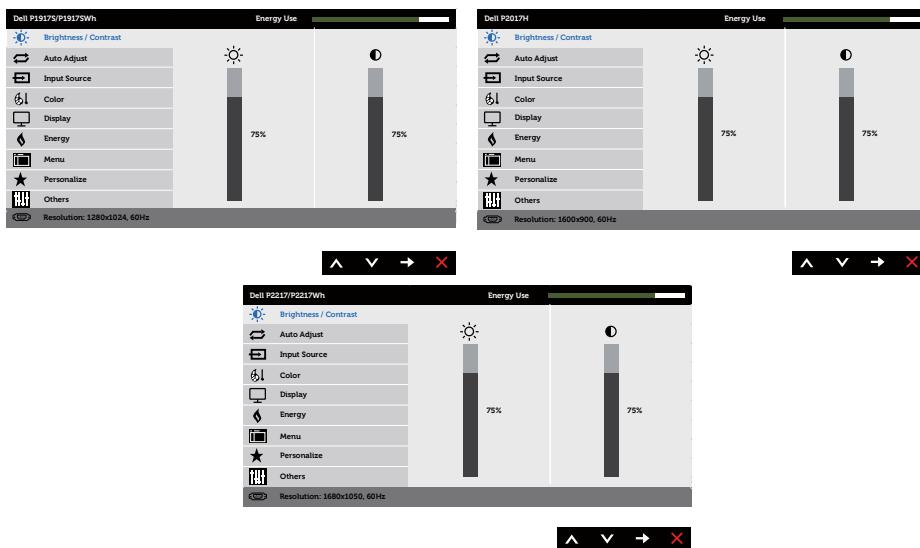 Dell P1917S/P1917SWh Energy Use
Brightness / Contrast
Auto Adjust
Input Source
Color
Display
Energy
Menu
Personalize
Others
75% 75%
Resolution: 1280x1024, 60Hz
Dell P2017H Energy Use
Brightness / Contrast
Auto Adjust
Input Source
Color
Display
Energy
Menu
Personalize
Others
75% 75%
Resolution: 1600x900, 60Hz
Dell P2217/P2217Wh Energy Use
Brightness / Contrast
Auto Adjust
Input Source
Color
Display
Energy
Menu
Personalize
Others
75% 75%
Resolution: 1680x1050, 60Hz